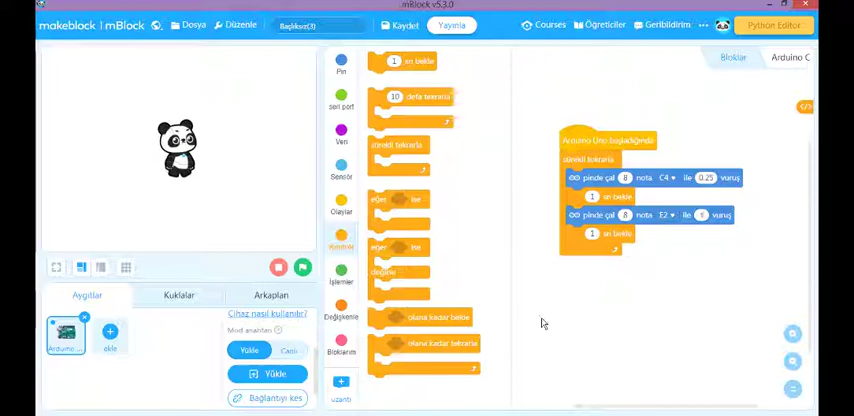 mBlock v5.3.0
makeblock | mBlock
Dosya
Düzenle
Başlıksız(3)
Kaydet
Yayınla
Courses
Öğreticiler
Geribildirim
Python Editor
Pin
seri port
Veri
Sensör
Olaylar
Kontrol
İşlemler
Değişkenle
Bloklarım
uzantı
1 sn bekle
10 defa tekrarla
sürekli tekrarla
eğer ise
eğer ise
değilse
olana kadar bekle
olana kadar tekrarla
Bloklar
Arduino C
Arduino Uno başladığında
sürekli tekrarla
pinde çal 8 nota C4 ile 0.25 vuruş
1 sn bekle
pinde çal 8 nota E2 ile 1 vuruş
1 sn bekle
Aygıtlar
Kuklalar
Arkaplan
Arduino ...
ekle
Cihaz nasıl kullanılır?
Mod anahtarı
Yükle
Canlı
Yükle
Bağlantıyı kes